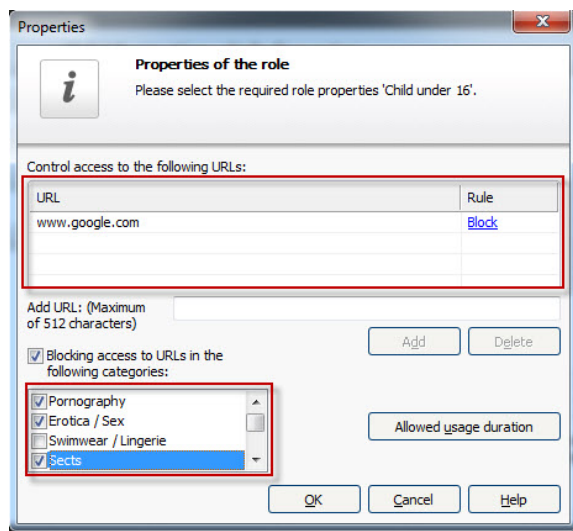 Properties
Properties of the role
Please select the required role properties 'Child under 16'.
Control access to the following URLs:
URL Rule
www.google.com Block
Add URL: (Maximum
of 512 characters)
Add Delete
Blocking access to URLs in the
following categories:
Pornography
Erotica / Sex
Swimwear / Lingerie
Sects
Allowed usage duration
OK Cancel Help